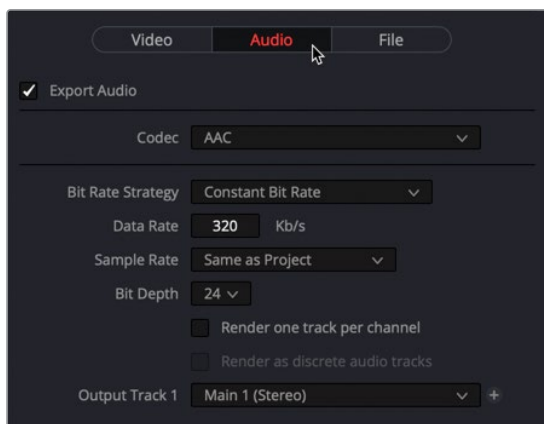 Video Audio File
Export Audio
Codec AAC
Bit Rate Strategy Constant Bit Rate
Data Rate 320 Kb/s
Sample Rate Same as Project
Bit Depth 24
Render one track per channel
Render as discrete audio tracks
Output Track 1 Main 1 (Stereo) +